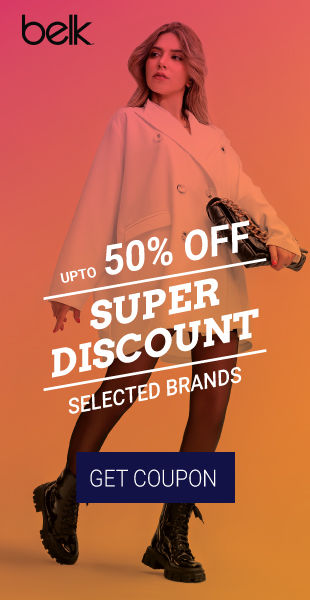 belk
UPTO 50% OFF
SUPER
DISCOUNT
SELECTED BRANDS
GET COUPON